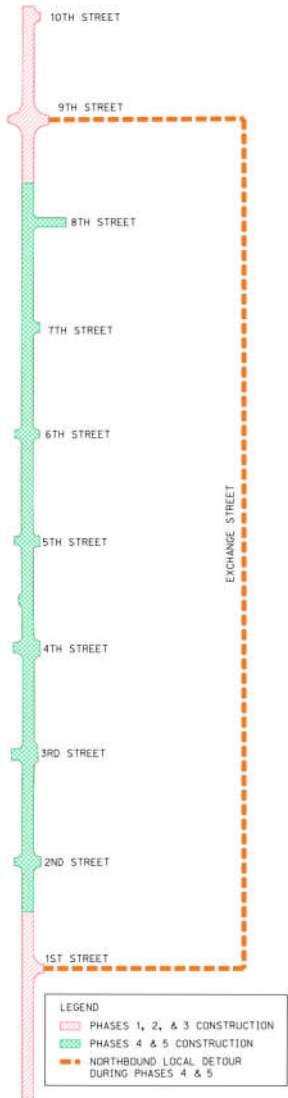 10TH STREET
9TH STREET
8TH STREET
7TH STREET
6TH STREET
EXCHANGE STREET
5TH STREET
4TH STREET
3RD STREET
2ND STREET
1ST STREET
LEGEND
PHASES 1, 2, & 3 CONSTRUCTION
PHASES 4 & 5 CONSTRUCTION
NORTHBOUND LOCAL DETOUR
DURING PHASES 4 & 5